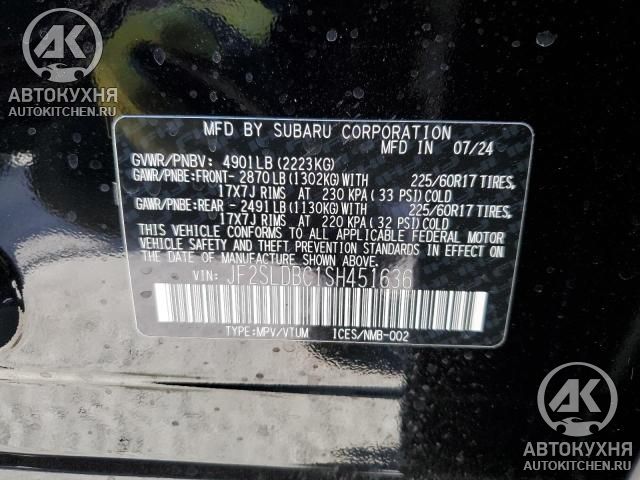 АК
АВТОКУХНЯ
AUTOKITCHEN.RU
MFD BY SUBARU CORPORATION
MFD IN 07/24
GVWR/PNBV: 4901LB (2223KG)
GAWR/PNBE:FRONT- 2870LB (1302KG)WITH 225/60R17 TIRES,
17X7J RIMS AT 230 KPA (33 PSI)COLD
GAWR/PNBE:REAR - 2491LB (1130KG)WITH 225/60R17 TIRES,
17X7J RIMS AT 220 KPA (32 PSI)COLD
THIS VEHICLE CONFORMS TO ALL APPLICABLE FEDERAL MOTOR
VEHICLE SAFETY AND THEFT PREVENTION STANDARDS IN EFFECT ON
THE DATE OF MANUFACTURE SHOWN ABOVE.
VIN: JF2SLDBC1SH451636
TYPE:MPV/VTUM ICES/NMB-002
АК
АВТОКУХНЯ
AUTOKITCHEN.RU